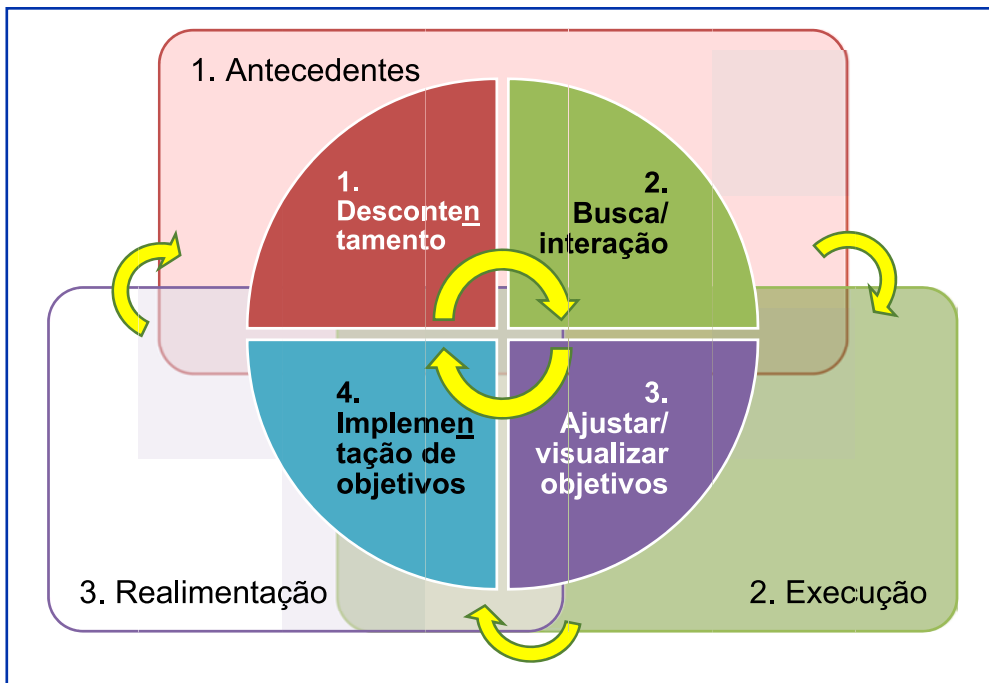 1. Antecedentes
1.
Desconten
tamento
2.
Busca/
interação
3.
Ajustar/
visualizar
objetivos
4.
Implemen
tação de
objetivos
3. Realimentação
2. Execução